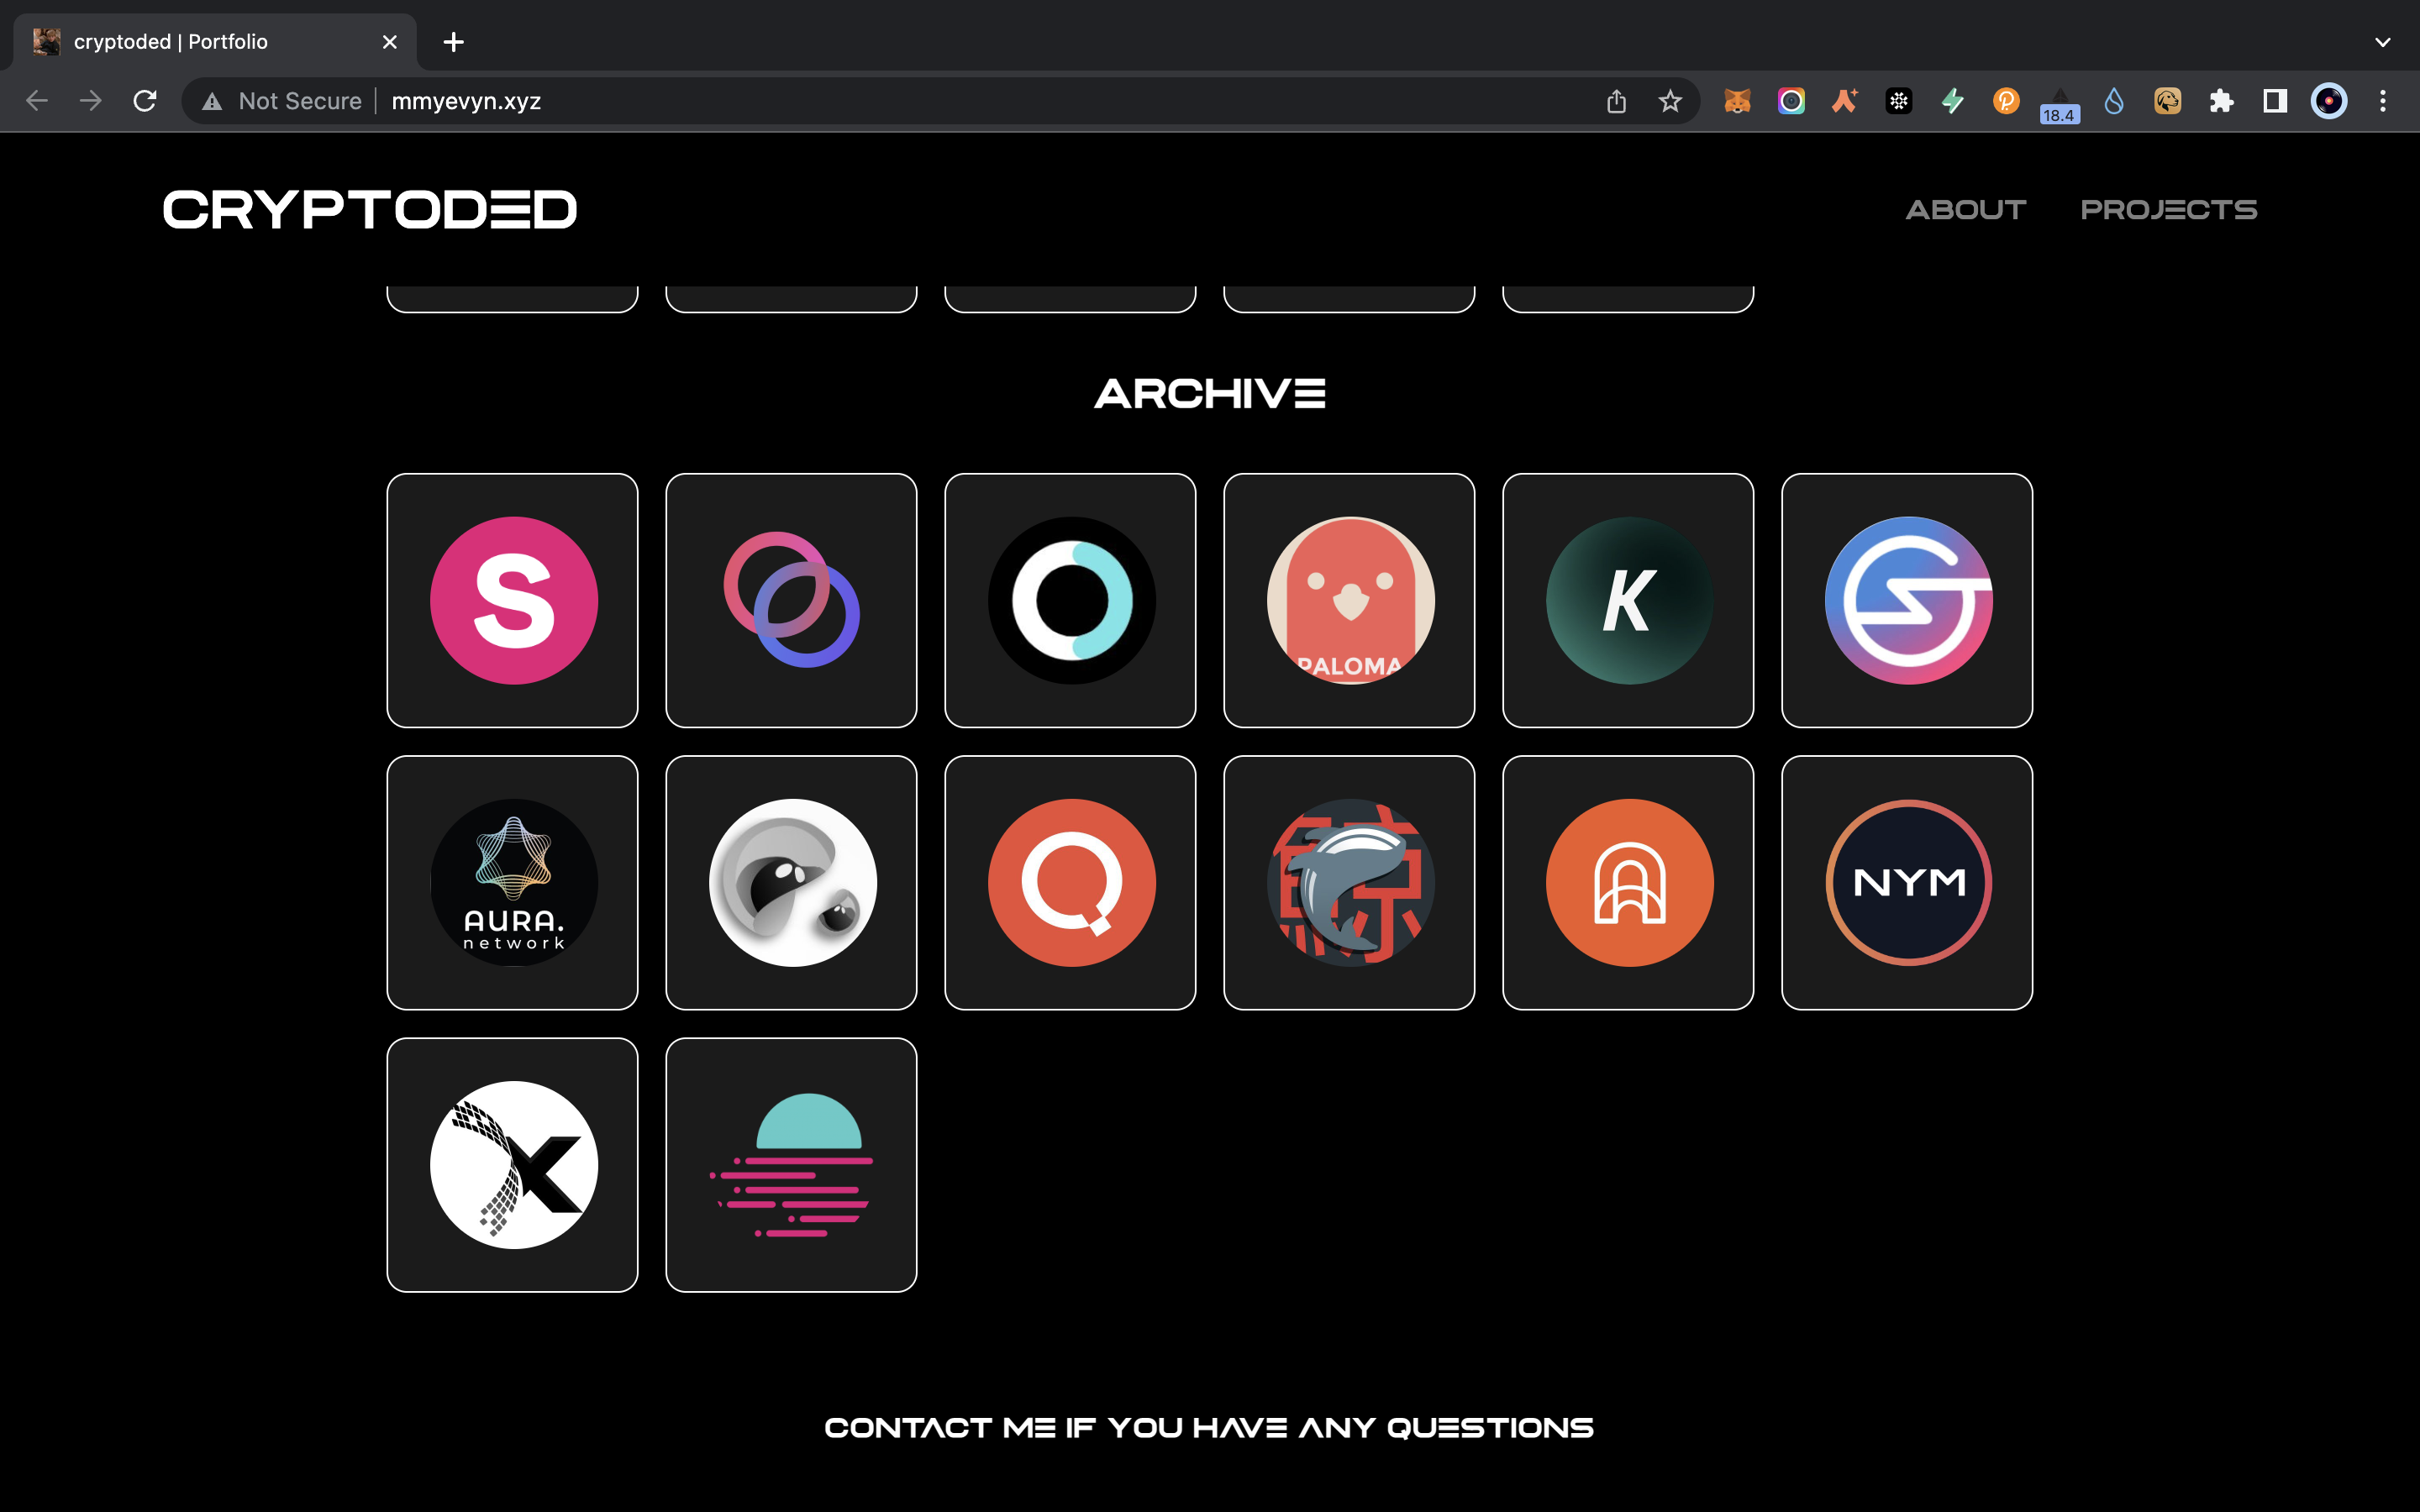 cryptoded | Portfolio
Not Secure
mmyevyn.xyz
18.4
CRYPTODED
ABOUT
PROJECTS
ARCHIVE
S
PALOMA
K
AURA.
network
Q
鯨
NYM
X
CONTACT ME IF YOU HAVE ANY QUESTIONS